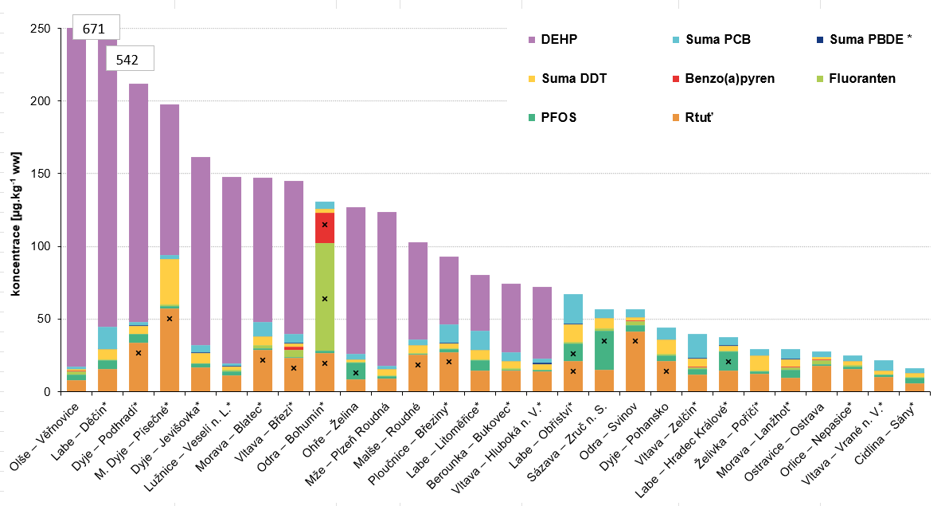 671
542
250
200
150
100
50
0
koncentrace [µg.kg⁻¹ ww]
DEHP
Suma PCB
Suma PBDE *
Suma DDT
Benzo(a)pyren
Fluoranten
PFOS
Rtuť
Olše – Věřnovice
Labe – Děčín*
Dyje – Podhradí*
M. Dyje – Písečné*
Dyje – Jevišovka*
Lužnice – Veselí n. L.*
Morava – Blatec*
Vltava – Březí*
Odra – Bohumín*
Ohře – Želina
Mže – Plzeň Roudná
Malše – Roudné
Ploučnice – Březiny*
Labe – Litoměřice*
Berounka – Bukovec*
Vltava – Hluboká n. V.*
Labe – Obříství*
Sázava – Zruč n. S.
Odra – Svinov
Dyje – Pohansko
Vltava – Zelčín*
Labe – Hradec Králové*
Želivka – Poříčí*
Morava – Lanžhot*
Ostravice – Ostrava
Orlice – Nepasice*
Vltava – Vrané n. V.*
Cidlina – Sány*